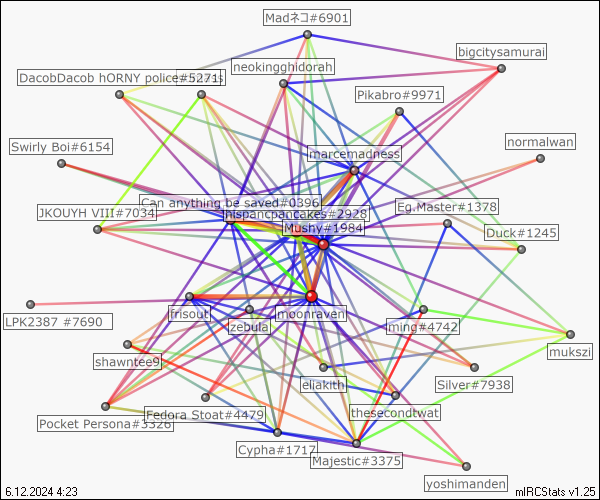 Madネコ#6901
bigcitysamurai
neokingghidorah
DacobDacob hORNY police#5271
Pikabro#9971
normalwan
Swirly Boi#6154
marcemadness
Can anything be saved#0396
JKOUYH VIII#7034
hispancpancakes#2928
Eg.Master#1378
Mushy#1984
Duck#1245
LPK2387 #7690
frisout
moonraven
zebula
ming#4742
mukszi
shawntee9
eliakith
Silver#7938
Fedora Stoat#4479
thesecondtwat
Pocket Persona#3326
Cypha#1717
Majestic#3375
yoshimanden
6.12.2024 4:23
mIRCStats v1.25